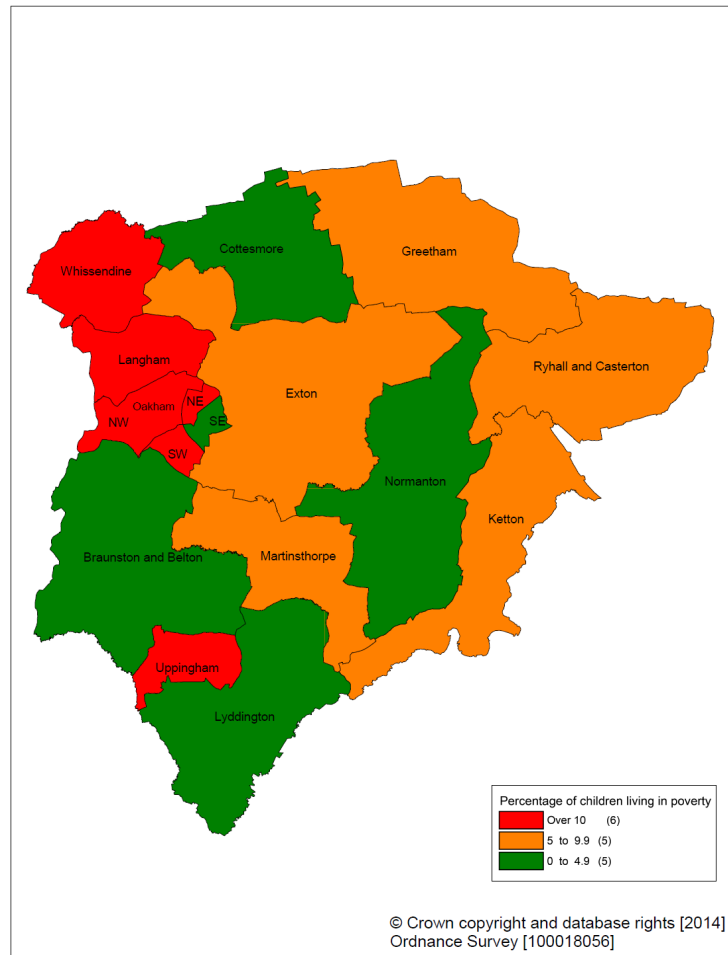 Cottesmore
Greetham
Whissendine
Langham
Ryhall and Casterton
Exton
Oakham
NE
NW
SE
SW
Normanton
Ketton
Braunston and Belton
Martinsthorpe
Uppingham
Lyddington
Percentage of children living in poverty
Over 10 (6)
5 to 9.9 (5)
0 to 4.9 (5)
© Crown copyright and database rights [2014]
Ordnance Survey [100018056]